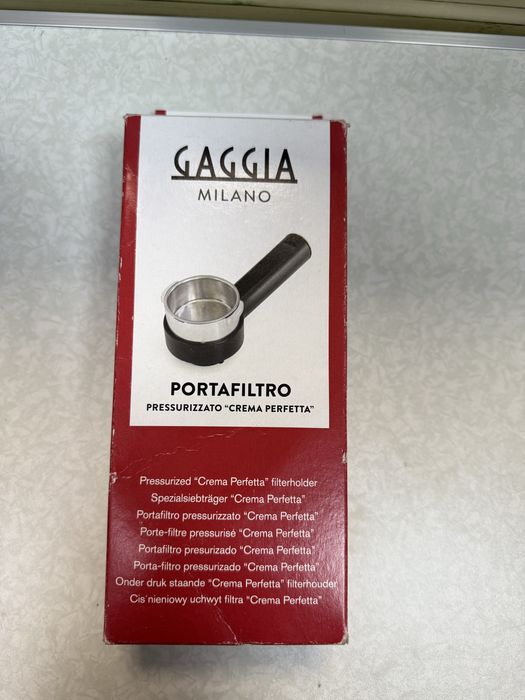 GAGGIA
MILANO
PORTAFILTRO
PRESSURIZZATO "CREMA PERFETTA"
Pressurized "Crema Perfetta" filterholder
Spezialsiebträger "Crema Perfetta"
Portafiltro pressurizzato "Crema Perfetta"
Porte-filtre pressurisé "Crema Perfetta"
Portafiltro presurizado "Crema Perfetta"
Porta-filtro pressurizado "Crema Perfetta"
Onder druk staande "Crema Perfetta" filterhouder
Cis´nieniowy uchwyt filtra "Crema Perfetta"